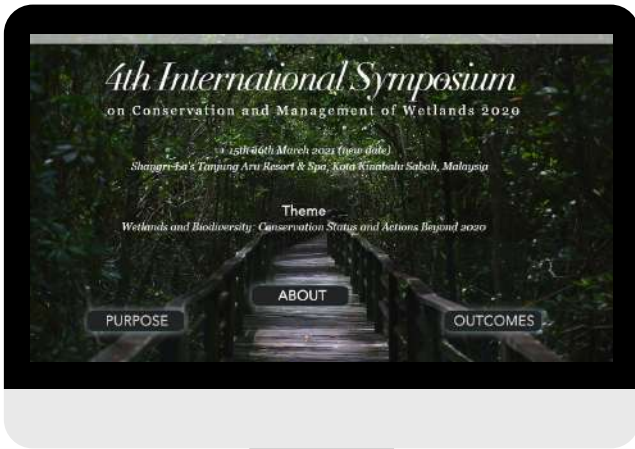 4th International Symposium
on Conservation and Management of Wetlands 2020
15th-16th March 2021 (new date)
Shangri-La's Tanjung Aru Resort & Spa, Kota Kinabalu Sabah, Malaysia
Theme
Wetlands and Biodiversity: Conservation Status and Actions Beyond 2020
ABOUT
PURPOSE
OUTCOMES